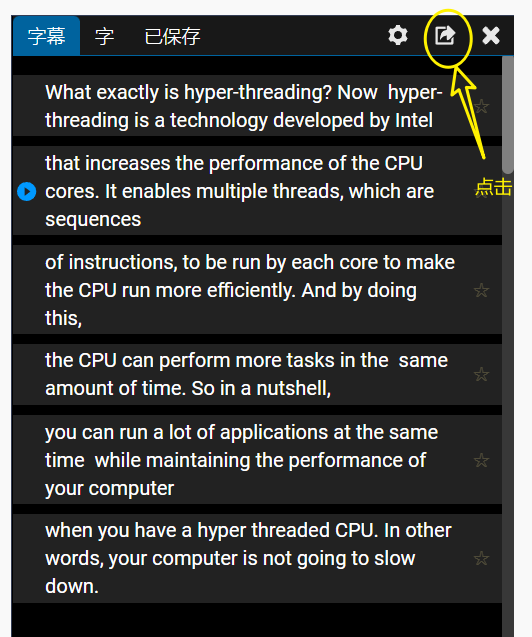 字幕 字 已保存
What exactly is hyper-threading? Now hyper-
threading is a technology developed by Intel
that increases the performance of the CPU
cores. It enables multiple threads, which are
sequences
点击
of instructions, to be run by each core to make
the CPU run more efficiently. And by doing
this,
the CPU can perform more tasks in the same
amount of time. So in a nutshell,
you can run a lot of applications at the same
time while maintaining the performance of
your computer
when you have a hyper threaded CPU. In other
words, your computer is not going to slow
down.